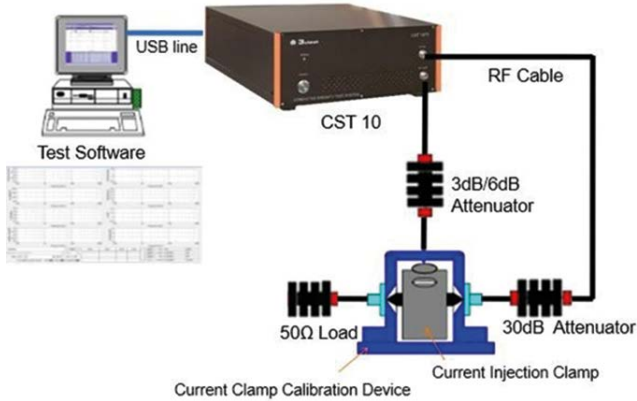 USB line
CST 10
RF Cable
Test Software
3dB/6dB
Attenuator
50Ω Load
30dB Attenuator
Current Injection Clamp
Current Clamp Calibration Device